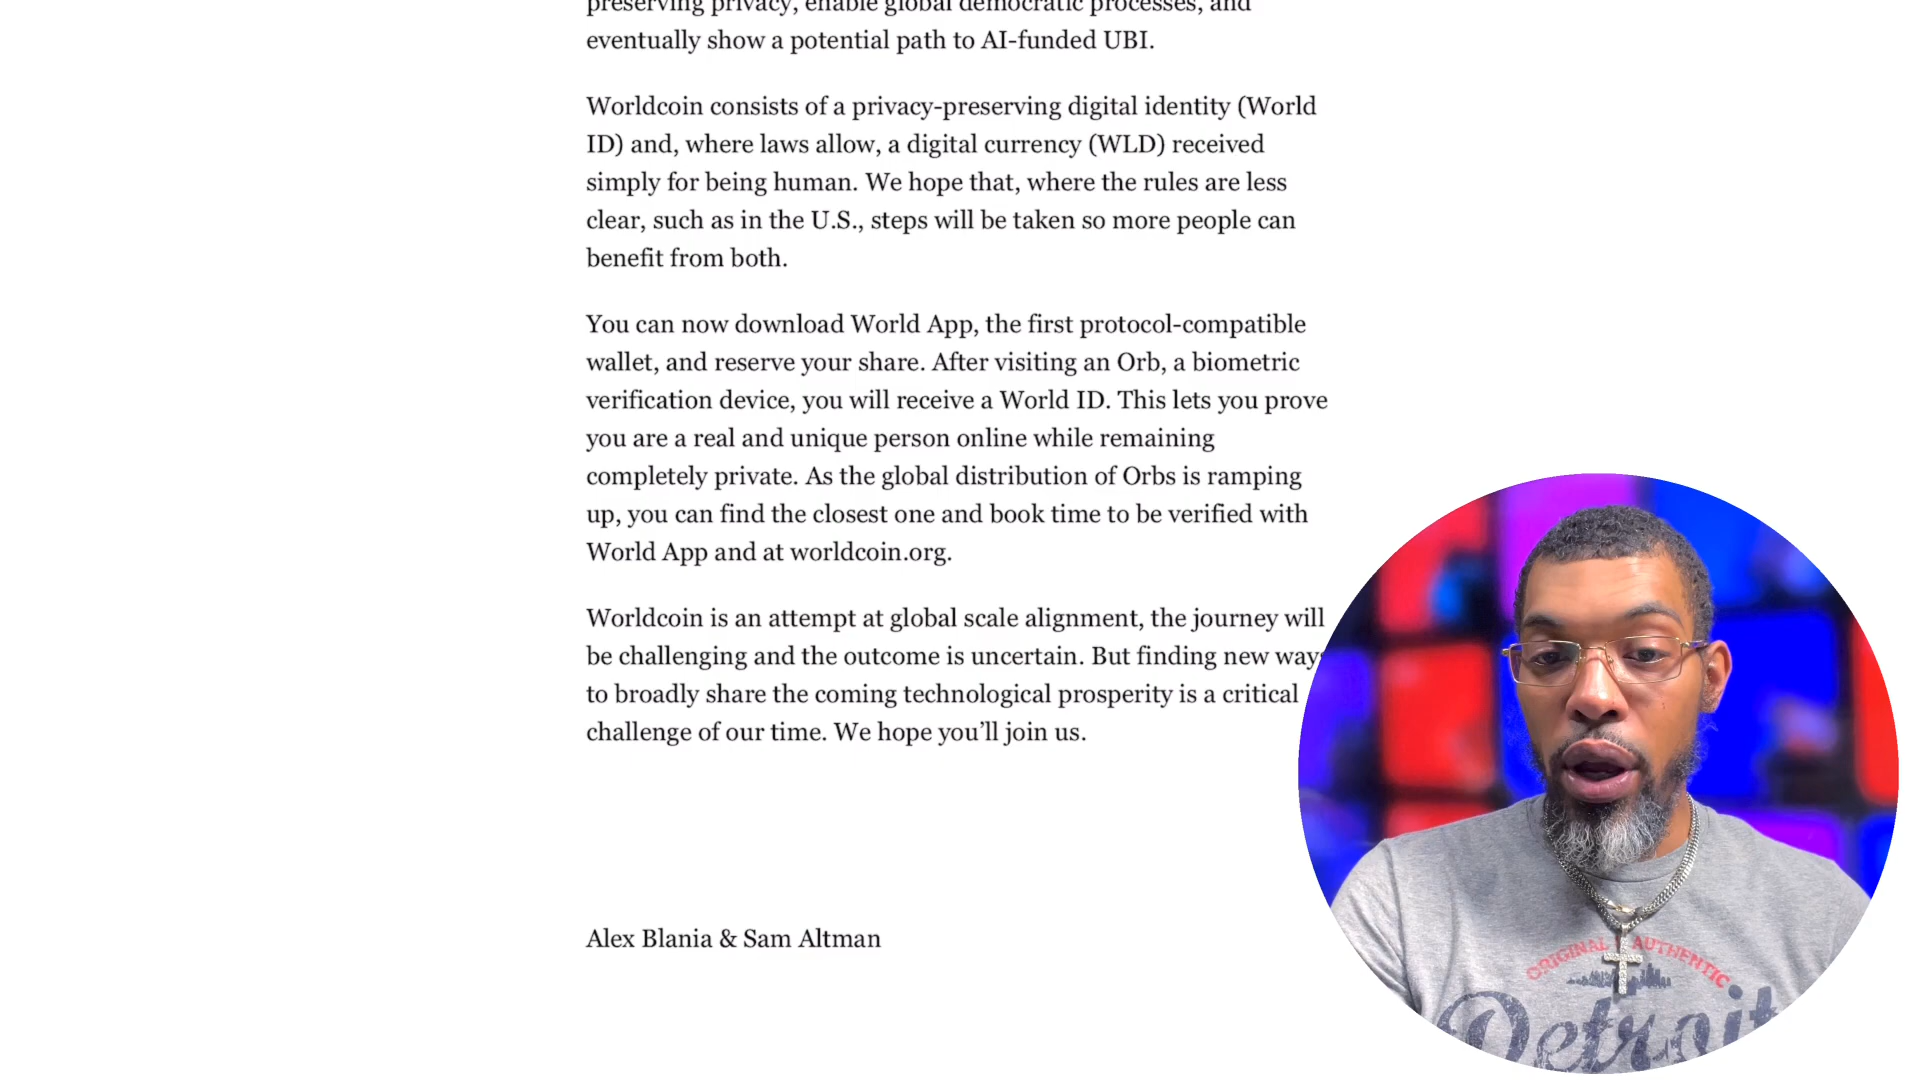 preserving privacy, enable global democratic processes, and
eventually show a potential path to AI-funded UBI.
Worldcoin consists of a privacy-preserving digital identity (World
ID) and, where laws allow, a digital currency (WLD) received
simply for being human. We hope that, where the rules are less
clear, such as in the U.S., steps will be taken so more people can
benefit from both.
You can now download World App, the first protocol-compatible
wallet, and reserve your share. After visiting an Orb, a biometric
verification device, you will receive a World ID. This lets you prove
you are a real and unique person online while remaining
completely private. As the global distribution of Orbs is ramping
up, you can find the closest one and book time to be verified with
World App and at worldcoin.org.
Worldcoin is an attempt at global scale alignment, the journey will
be challenging and the outcome is uncertain. But finding new ways
to broadly share the coming technological prosperity is a critical
challenge of our time. We hope you’ll join us.
Alex Blania & Sam Altman
ORIGINAL AUTHENTIC
Detroit